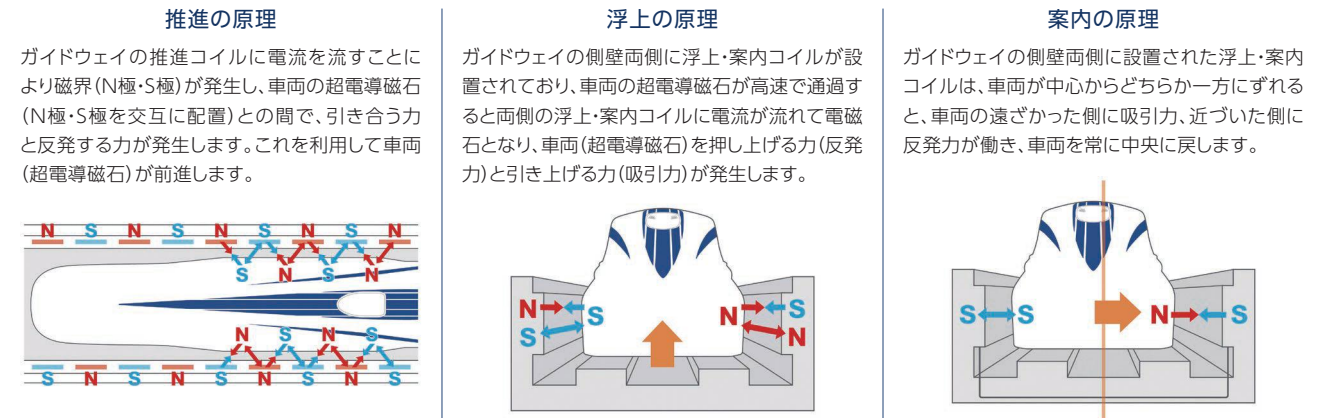 推進の原理
ガイドウェイの推進コイルに電流を流すことに
より磁界(N極・S極)が発生し、車両の超電導磁石
(N極・S極を交互に配置)との間で、引き合う力
と反発する力が発生します。これを利用して車両
(超電導磁石)が前進します。
N S N S N S N S N
S N S N
N S N S
S N S N S N S N S
浮上の原理
ガイドウェイの側壁両側に浮上・案内コイルが設
置されており、車両の超電導磁石が高速で通過す
ると両側の浮上・案内コイルに電流が流れて電磁
石となり、車両(超電導磁石)を押し上げる力(反発
力)と引き上げる力(吸引力)が発生します。
N S N S
S N
案内の原理
ガイドウェイの側壁両側に設置された浮上・案内
コイルは、車両が中心からどちらか一方にずれる
と、車両の遠ざかった側に吸引力、近づいた側に
反発力が働き、車両を常に中央に戻します。
S S N S